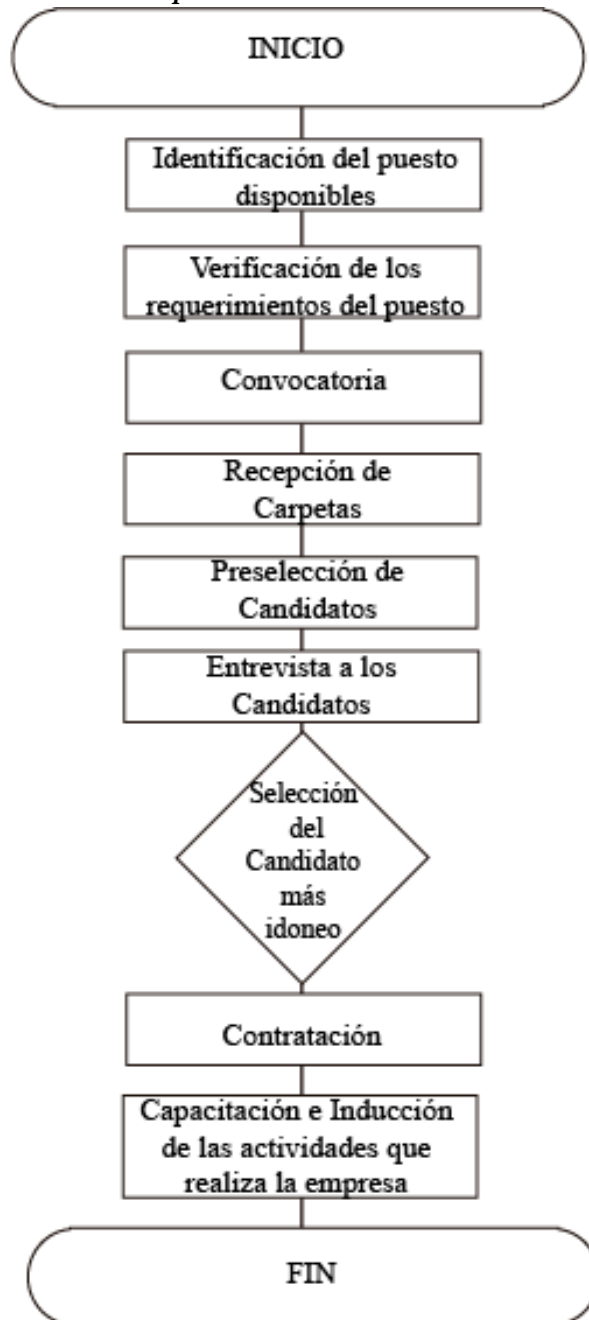 INICIO
Identificación del puesto
disponibles
Verificación de los
requerimientos del puesto
Convocatoria
Recepción de
Carpetas
Preselección de
Candidatos
Entrevista a los
Candidatos
Selección
del
Candidato
más
idoneo
Contratación
Capacitación e Inducción
de las actividades que
realiza la empresa
FIN